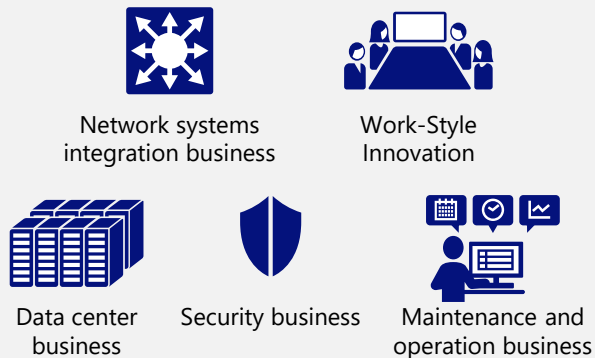 Network systems
integration business
Work-Style
Innovation
Data center
business
Security business
Maintenance and
operation business